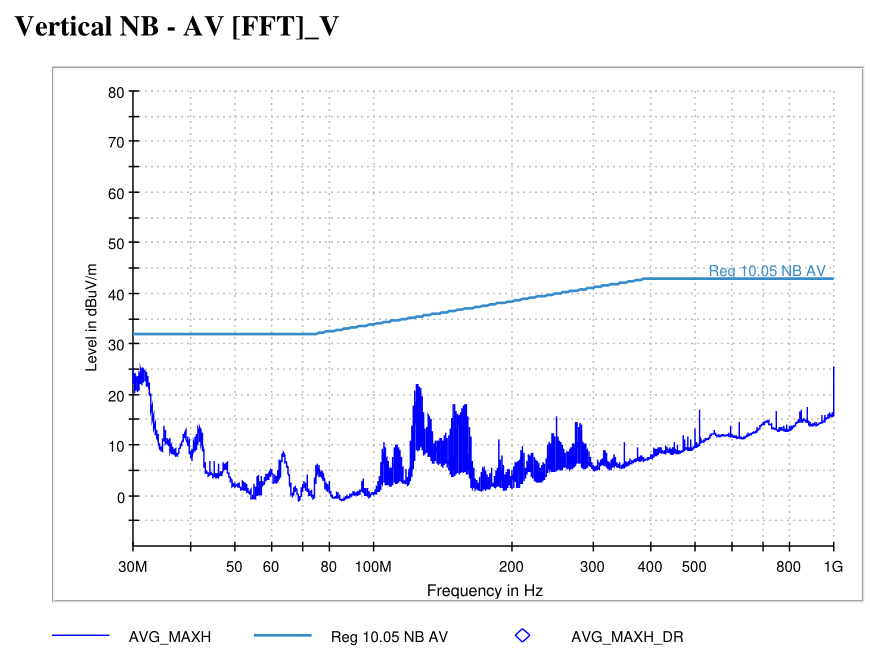 Vertical NB - AV [FFT]_V
80
70
60
50
40
30
20
10
0
Level in dBuV/m
Reg 10.05 NB AV
30M 50 60 80 100M 200 300 400 500 800 1G
Frequency in Hz
AVG_MAXH Reg 10.05 NB AV AVG_MAXH_DR